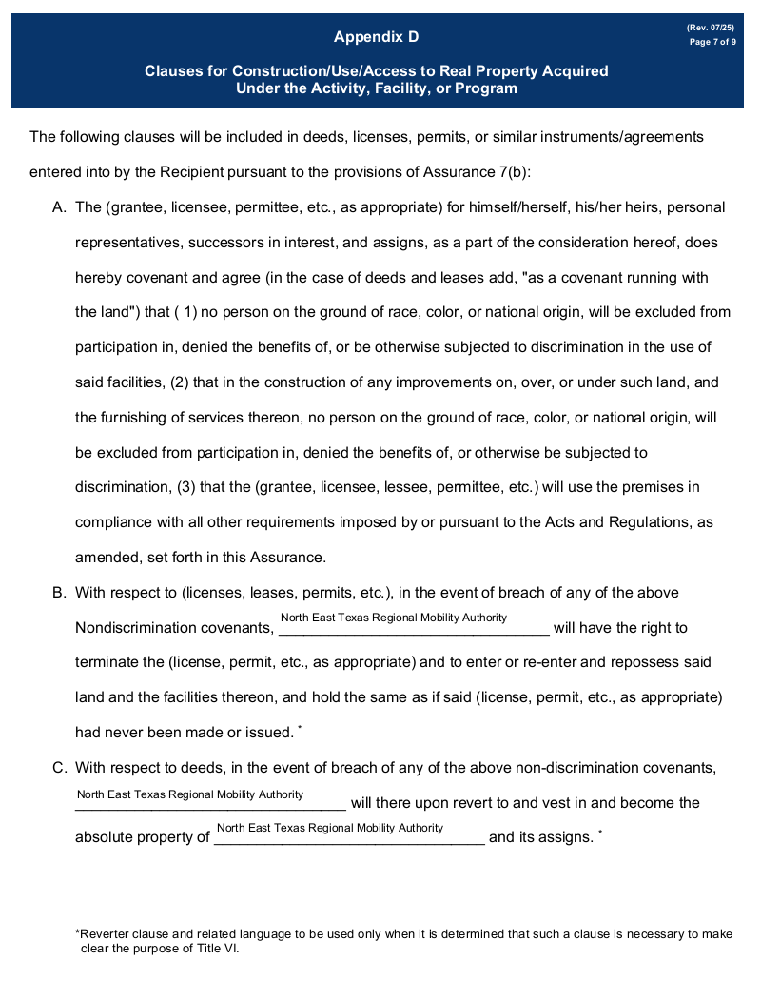 Appendix D
(Rev. 07/25)
Page 7 of 9
Clauses for Construction/Use/Access to Real Property Acquired
Under the Activity, Facility, or Program
The following clauses will be included in deeds, licenses, permits, or similar instruments/agreements
entered into by the Recipient pursuant to the provisions of Assurance 7(b):
A. The (grantee, licensee, permittee, etc., as appropriate) for himself/herself, his/her heirs, personal
representatives, successors in interest, and assigns, as a part of the consideration hereof, does
hereby covenant and agree (in the case of deeds and leases add, "as a covenant running with
the land") that ( 1) no person on the ground of race, color, or national origin, will be excluded from
participation in, denied the benefits of, or be otherwise subjected to discrimination in the use of
said facilities, (2) that in the construction of any improvements on, over, or under such land, and
the furnishing of services thereon, no person on the ground of race, color, or national origin, will
be excluded from participation in, denied the benefits of, or otherwise be subjected to
discrimination, (3) that the (grantee, licensee, lessee, permittee, etc.) will use the premises in
compliance with all other requirements imposed by or pursuant to the Acts and Regulations, as
amended, set forth in this Assurance.
B. With respect to (licenses, leases, permits, etc.), in the event of breach of any of the above
Nondiscrimination covenants, North East Texas Regional Mobility Authority will have the right to
terminate the (license, permit, etc., as appropriate) and to enter or re-enter and repossess said
land and the facilities thereon, and hold the same as if said (license, permit, etc., as appropriate)
had never been made or issued. *
C. With respect to deeds, in the event of breach of any of the above non-discrimination covenants,
North East Texas Regional Mobility Authority will there upon revert to and vest in and become the
absolute property of North East Texas Regional Mobility Authority and its assigns. *
*Reverter clause and related language to be used only when it is determined that such a clause is necessary to make
clear the purpose of Title VI.